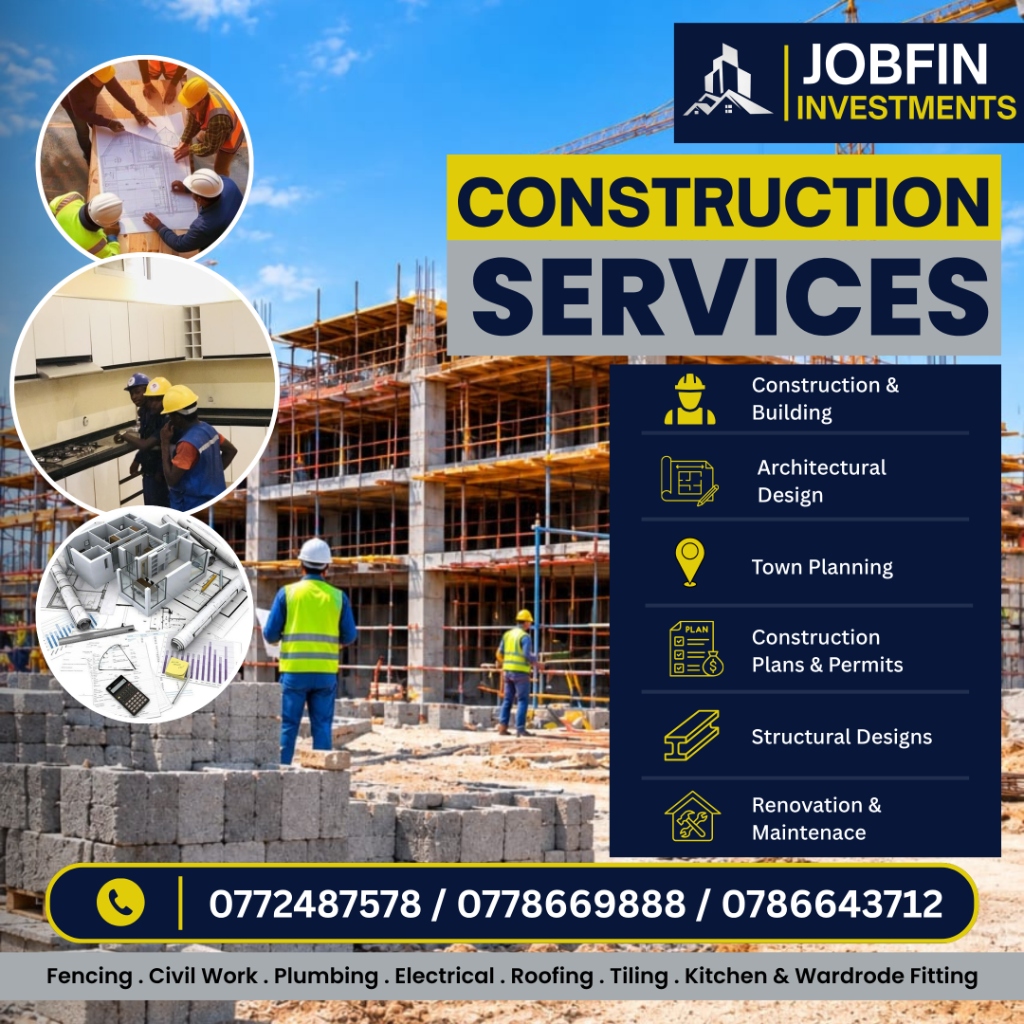 JOBFIN
INVESTMENTS
CONSTRUCTION
SERVICES
Construction &
Building
Architectural
Design
Town Planning
PLAN
Construction
Plans & Permits
Structural Designs
Renovation &
Maintenace
0772487578 / 0778669888 / 0786643712
Fencing . Civil Work . Plumbing . Electrical . Roofing . Tiling . Kitchen & Wardrode Fitting